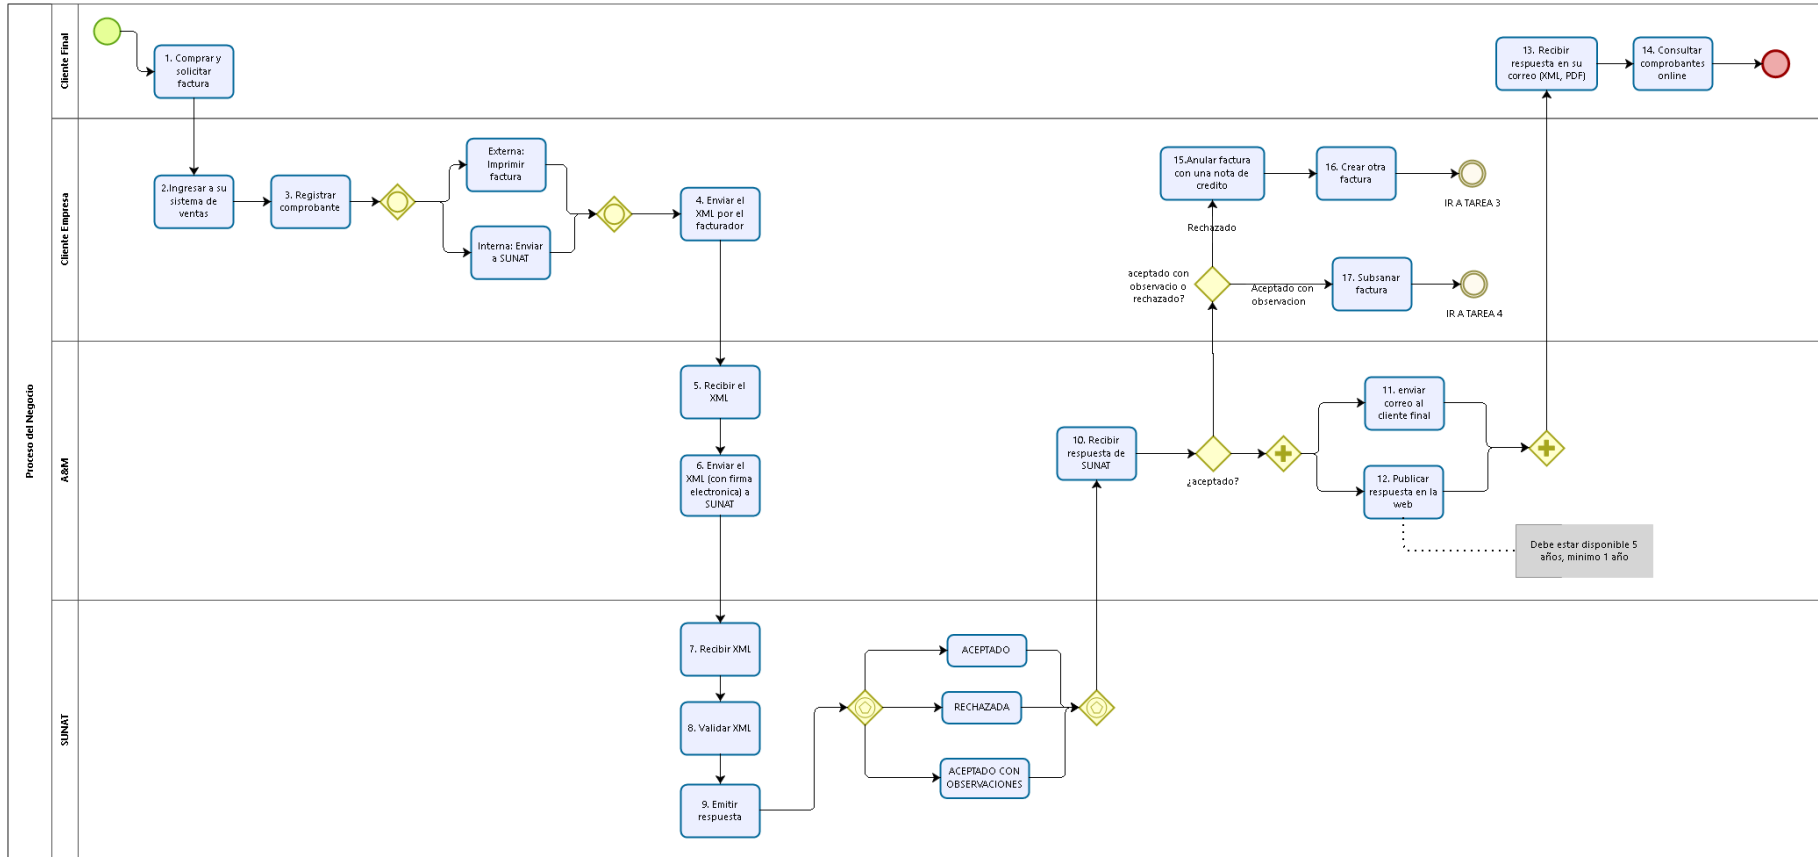 Proceso del Negocio
Cliente Final
1. Comprar y
solicitar
factura
13. Recibir
respuesta en su
correo (XML, PDF)
14. Consultar
comprobantes
online
Cliente Empresa
2.Ingresar a su
sistema de
ventas
3. Registrar
comprobante
Externa:
Imprimir
factura
Interna: Enviar
a SUNAT
4. Enviar el
XML por el
facturador
15.Anular factura
con una nota de
credito
16. Crear otra
factura
IR A TAREA 3
Rechazado
aceptado con
observacio o
rechazado?
Aceptado con
observacion
17. Subsanar
factura
IR A TAREA 4
A&M
5. Recibir el
XML
6. Enviar el
XML (con firma
electronica) a
SUNAT
10. Recibir
respuesta de
SUNAT
¿aceptado?
11. enviar
correo al
cliente final
12. Publicar
respuesta en la
web
Debe estar disponible 5
años, minimo 1 año
SUNAT
7. Recibir XML
8. Validar XML
9. Emitir
respuesta
ACEPTADO
RECHAZADA
ACEPTADO CON
OBSERVACIONES